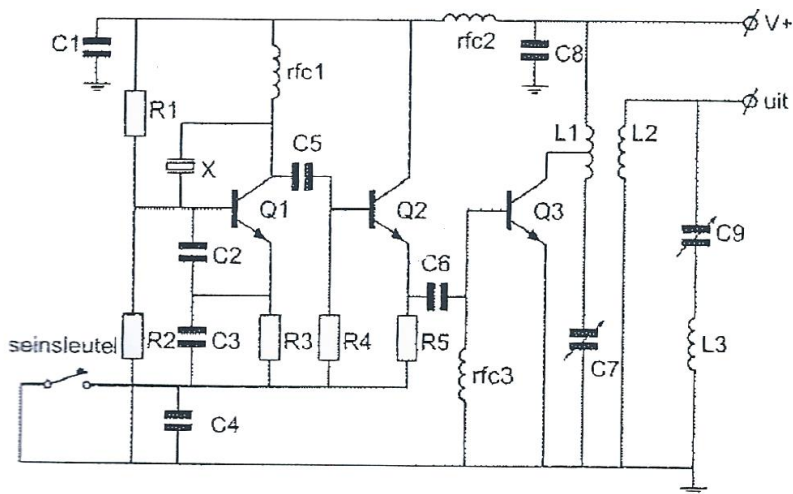 C1
rfc1
rfc2
C8
V+
R1
X
C5
L1
L2
uit
Q1
Q2
Q3
C2
C6
C9
seinsleutel
R2
C3
R3
R4
R5
rfc3
C7
L3
C4